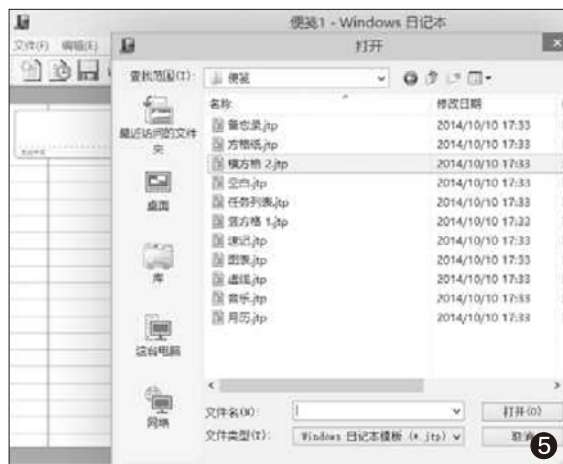 便笺1 - Windows 日记本
文件(F) 编辑(E)
打开
查找范围(I): 便笺
名称 修改日期
备忘录.jtp 2014/10/10 17:33
方格纸.jtp 2014/10/10 17:33
横方格 2.jtp 2014/10/10 17:33
空白.jtp 2014/10/10 17:33
任务列表.jtp 2014/10/10 17:33
竖方格 1.jtp 2014/10/10 17:33
速记.jtp 2014/10/10 17:33
图表.jtp 2014/10/10 17:33
虚线.jtp 2014/10/10 17:33
音乐.jtp 2014/10/10 17:33
月历.jtp 2014/10/10 17:33
最近访问的文件
夹
桌面
库
这台电脑
网络
文件名(N): 打开(O)
文件类型(T): Windows 日记本模板 (*.jtp) 取消
5